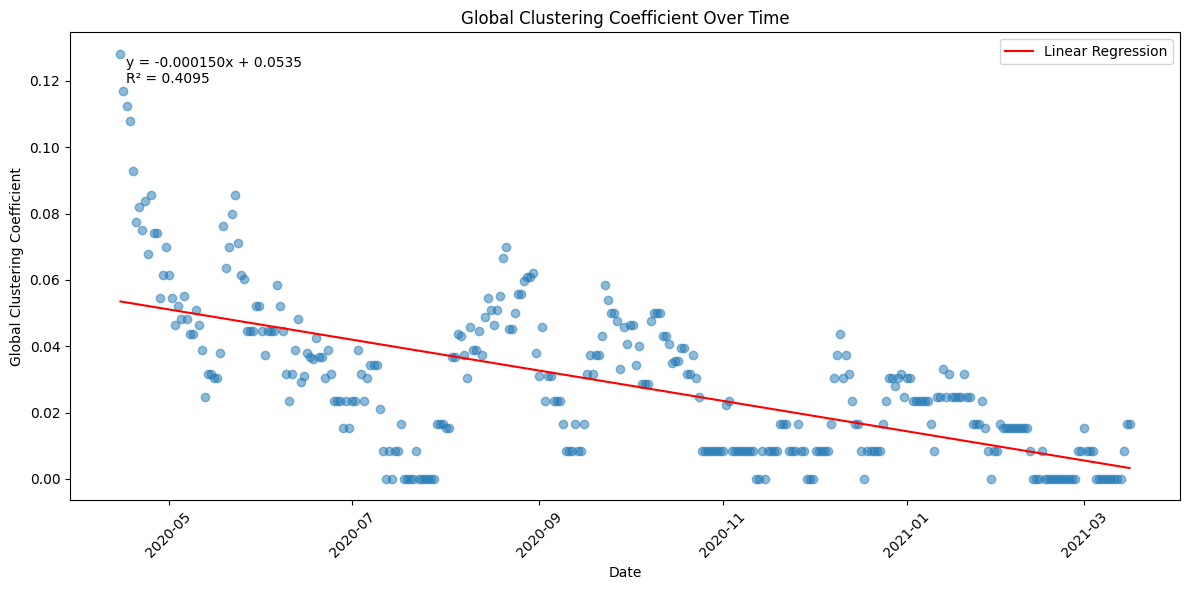 Global Clustering Coefficient Over Time
y = -0.000150x + 0.0535
R² = 0.4095
Linear Regression
Global Clustering Coefficient
0.12
0.10
0.08
0.06
0.04
0.02
0.00
2020-05
2020-07
2020-09
2020-11
2021-01
2021-03
Date